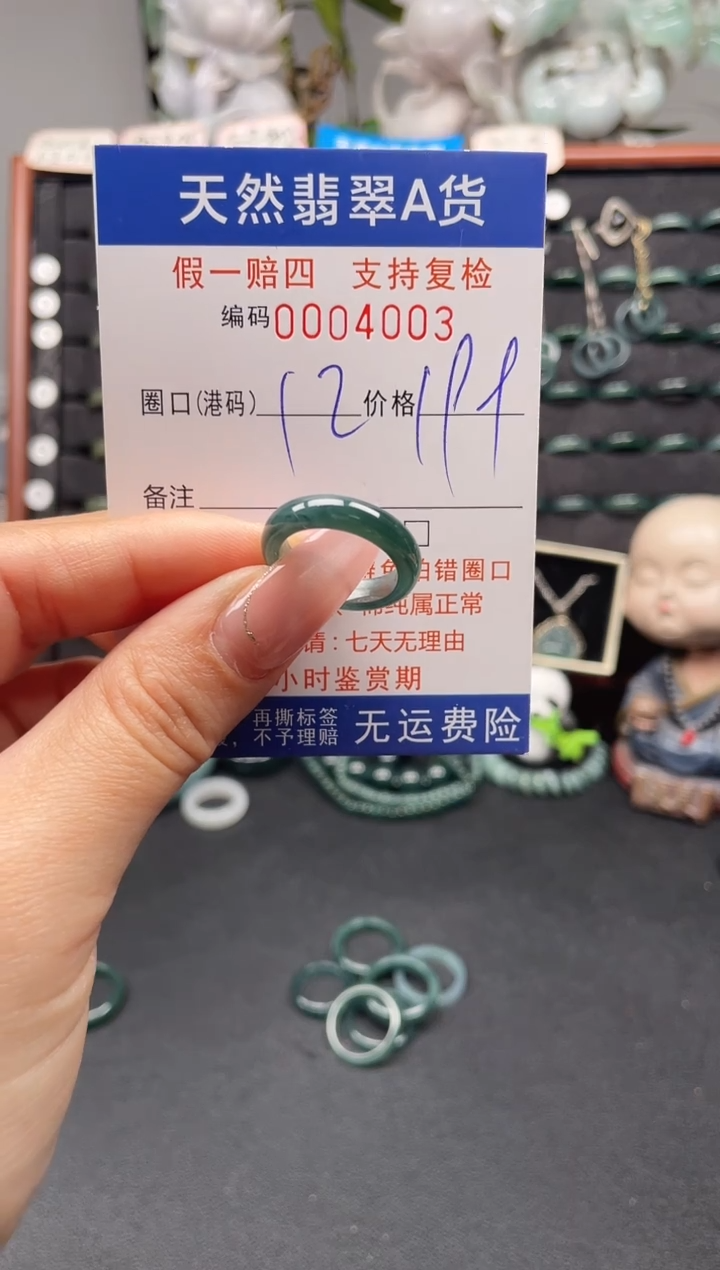 天然翡翠A货
假一赔四 支持复检
编码0004003
圈口(港码) 12 价格 199
备注
拍错圈口
纯属正常
请:七天无理由
小时鉴赏期
再撕标签
不予理赔 无运费险